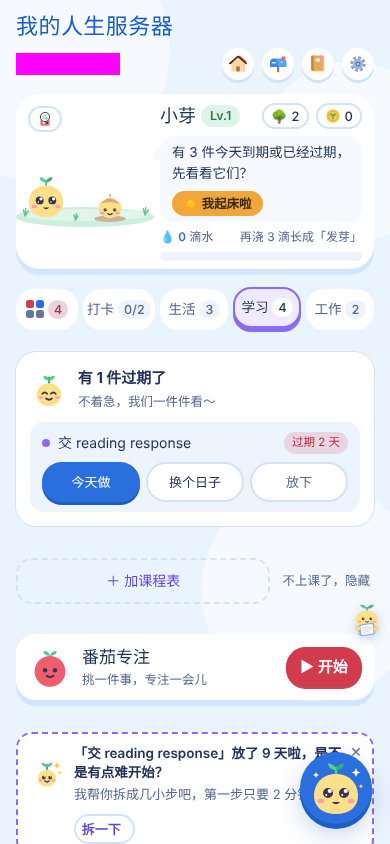 我的人生服务器
小芽 Lv.1 2 0
有 3 件今天到期或已经过期，
先看看它们？
我起床啦
0 滴水 再浇 3 滴长成「发芽」
4 打卡 0/2 生活 3 学习 4 工作 2
有 1 件过期了
不着急，我们一件件看～
交 reading response 过期 2 天
今天做 换个日子 放下
＋ 加课程表 不上课了，隐藏
番茄专注
挑一件事，专注一会儿
▶ 开始
「交 reading response」放了 9 天啦，是不
是有点难开始？
我帮你拆成几小步吧，第一步只要 2 分
拆一下